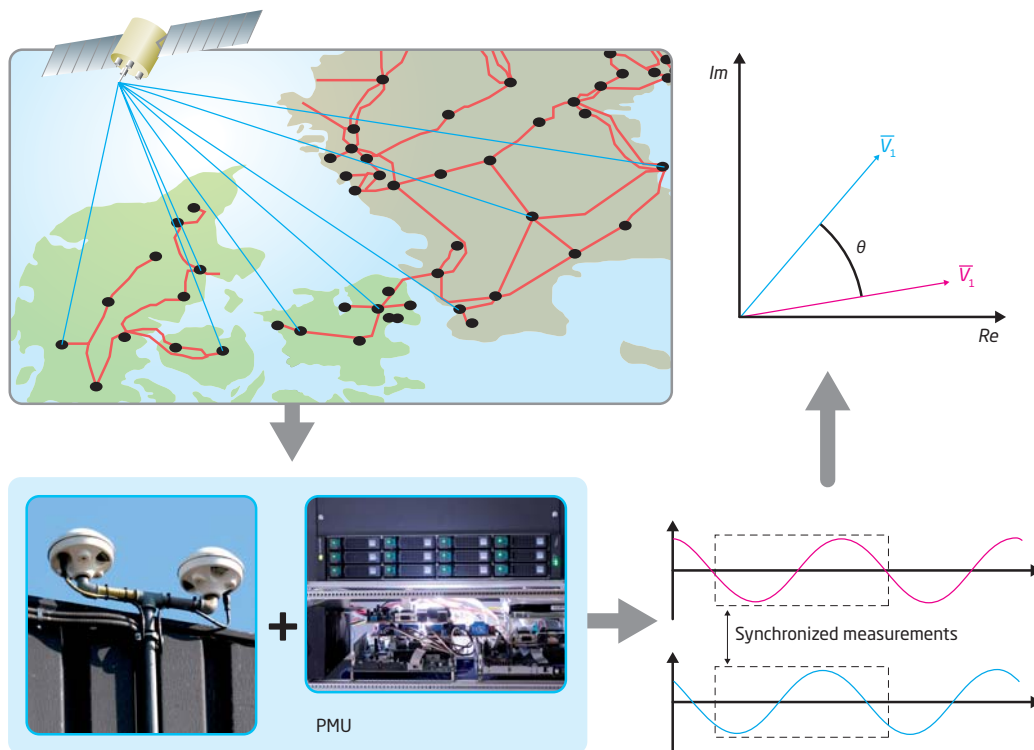 Im
V̅₁
θ
V̅₁
Re
+
Synchronized measurements
PMU